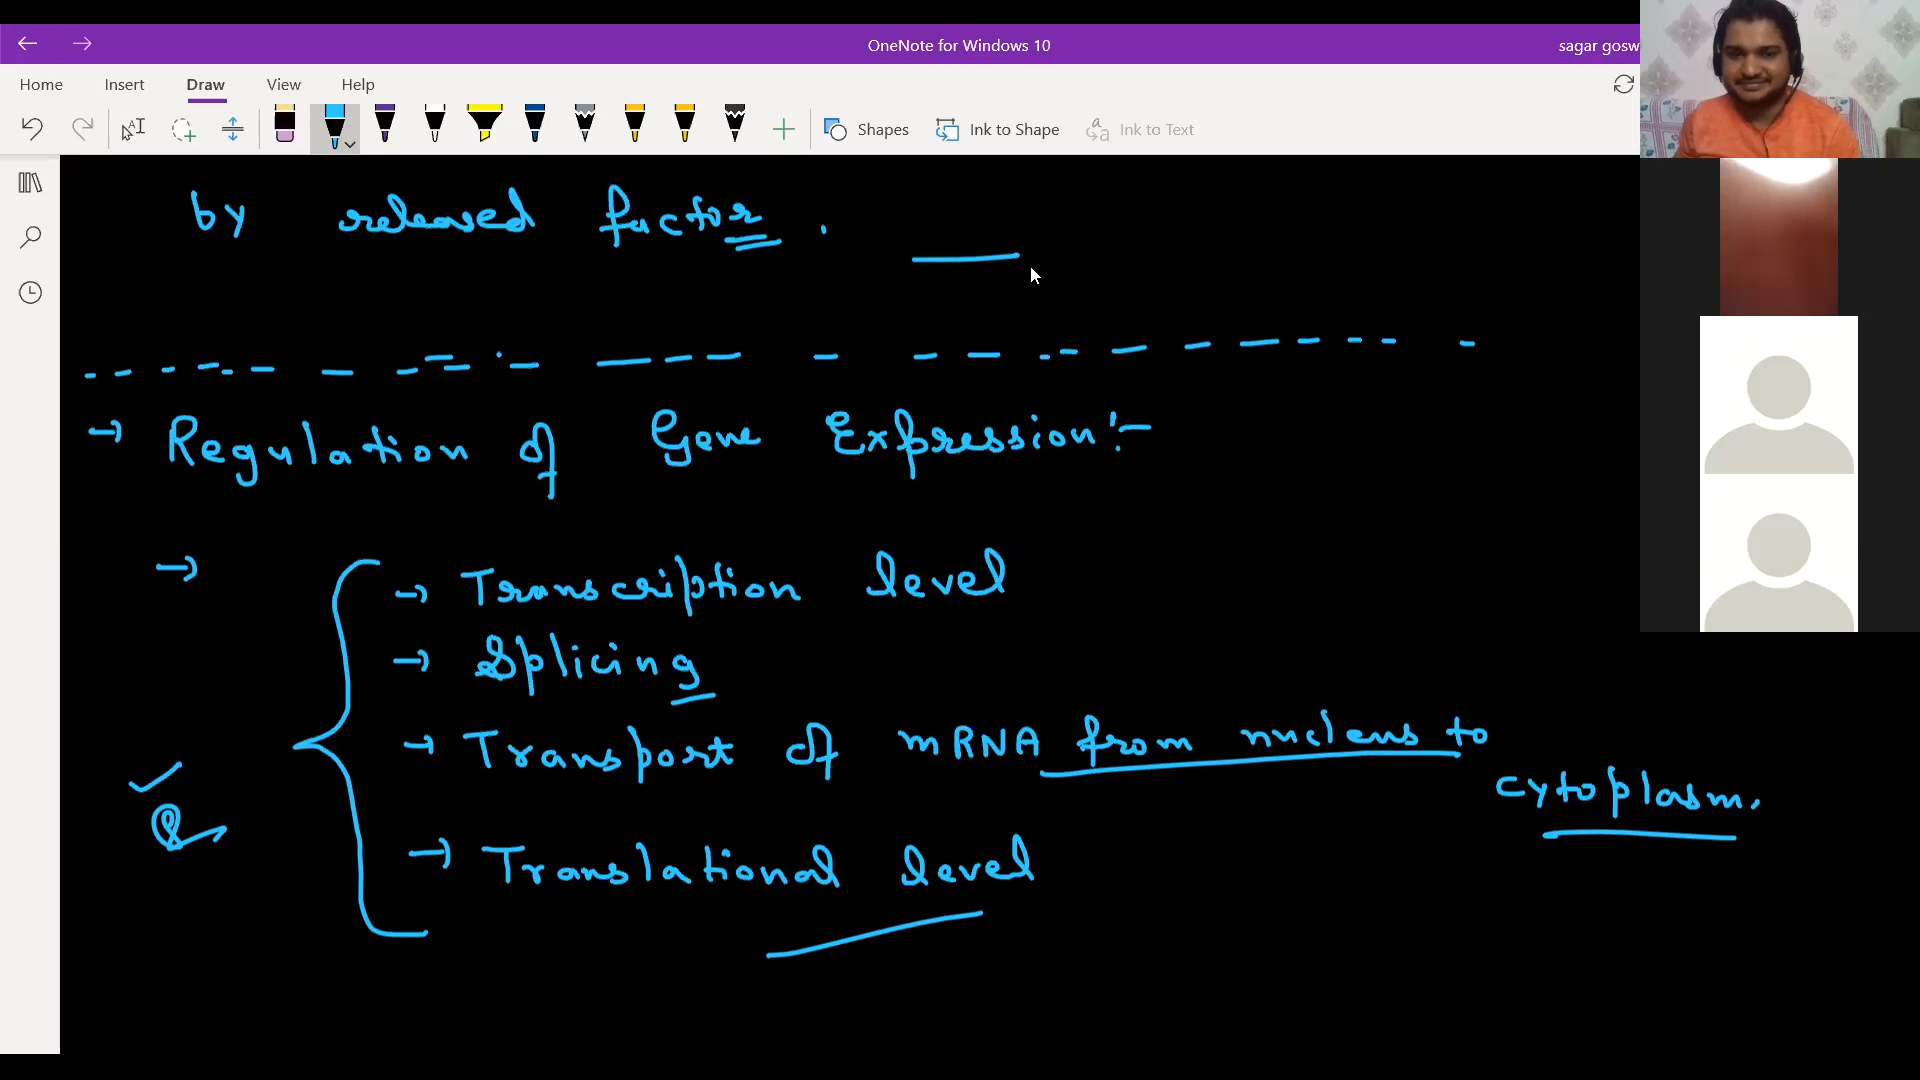 OneNote for Windows 10
sagar gosw
Home Insert Draw View Help
Shapes Ink to Shape Ink to Text
by released factor.
→ Regulation of Gene Expression:-
→
→ Transcription level
→ Splicing
→ Transport of mRNA from nucleus to
cytoplasm.
→ Translational level